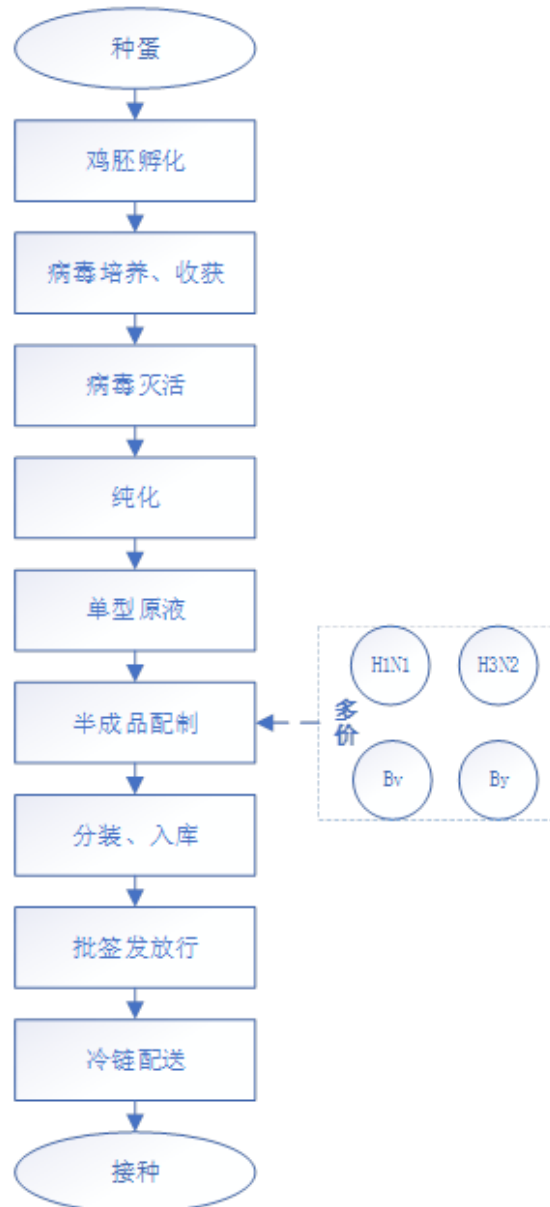 种蛋
鸡胚孵化
病毒培养、收获
病毒灭活
纯化
单型原液
H1N1
H3N2
多价
半成品配制
Bv
By
分装、入库
批签发放行
冷链配送
接种